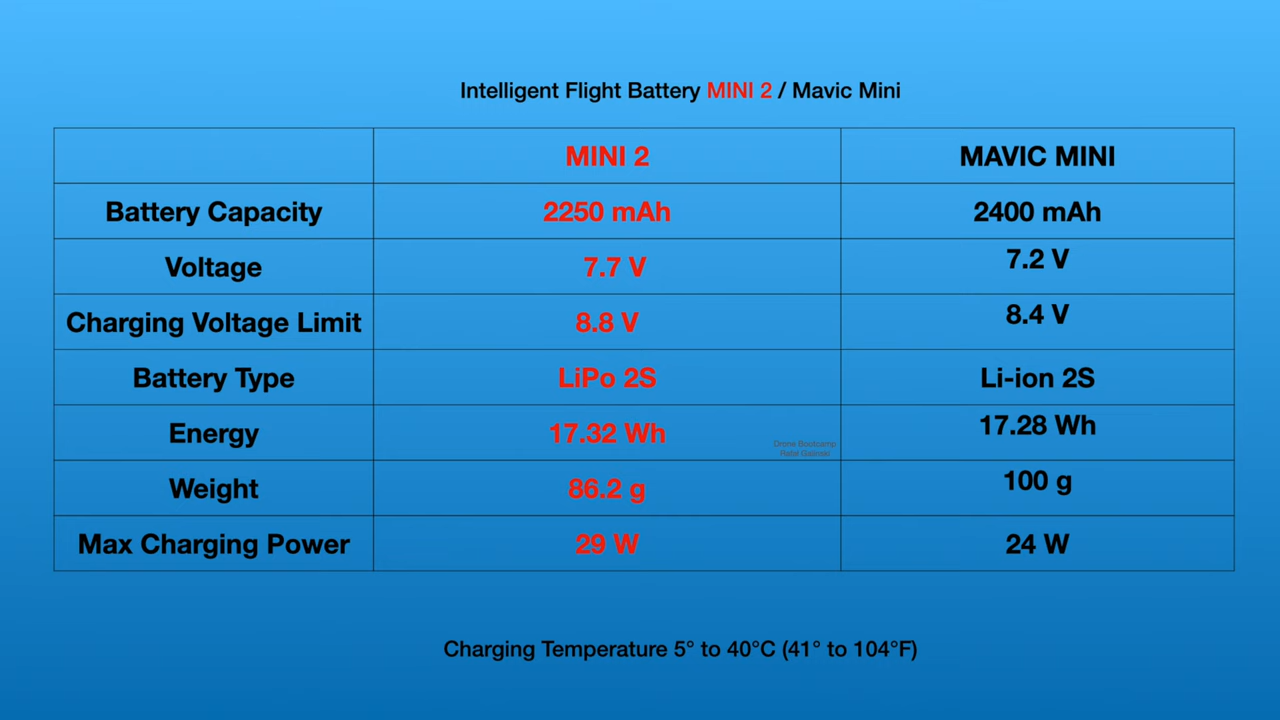 Intelligent Flight Battery MINI 2 / Mavic Mini
MINI 2 MAVIC MINI
Battery Capacity 2250 mAh 2400 mAh
Voltage 7.7 V 7.2 V
Charging Voltage Limit 8.8 V 8.4 V
Battery Type LiPo 2S Li-ion 2S
Energy 17.32 Wh 17.28 Wh
Drone Bootcamp
Weight 86.2 g 100 g
Max Charging Power 29 W 24 W
Charging Temperature 5° to 40°C (41° to 104°F)